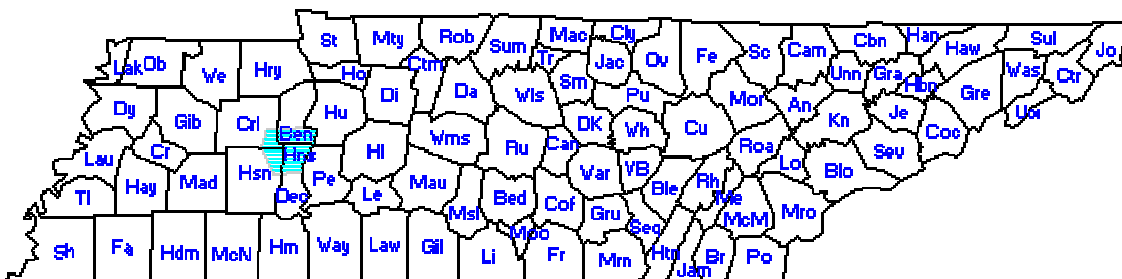 St Mty Rob Sum Mac Cly
Lak Ob We Hry Ho Ctm Tr Jac Ov Fe Sc Cam Cbn Han Haw Sul Jo
Dy Gib Crl Hu Di Da Wls Sm Pu Mor An Unn Gra Hbn Gre Was Ctr Uoi
Ben Wms Ru DK Wh Cu Roa Kn Je Coc
Lau Cr Hsn Hnr Hl Can War VB Lo Blo Sev
Tl Hay Mad Dec Pe Le Mau Msl Bed Cof Gru Ble Seq Rh Me McM Mro
Sh Fa Hdm McN Hm Way Law Gil Li Moo Fr Mrn Htn Jam Br Po